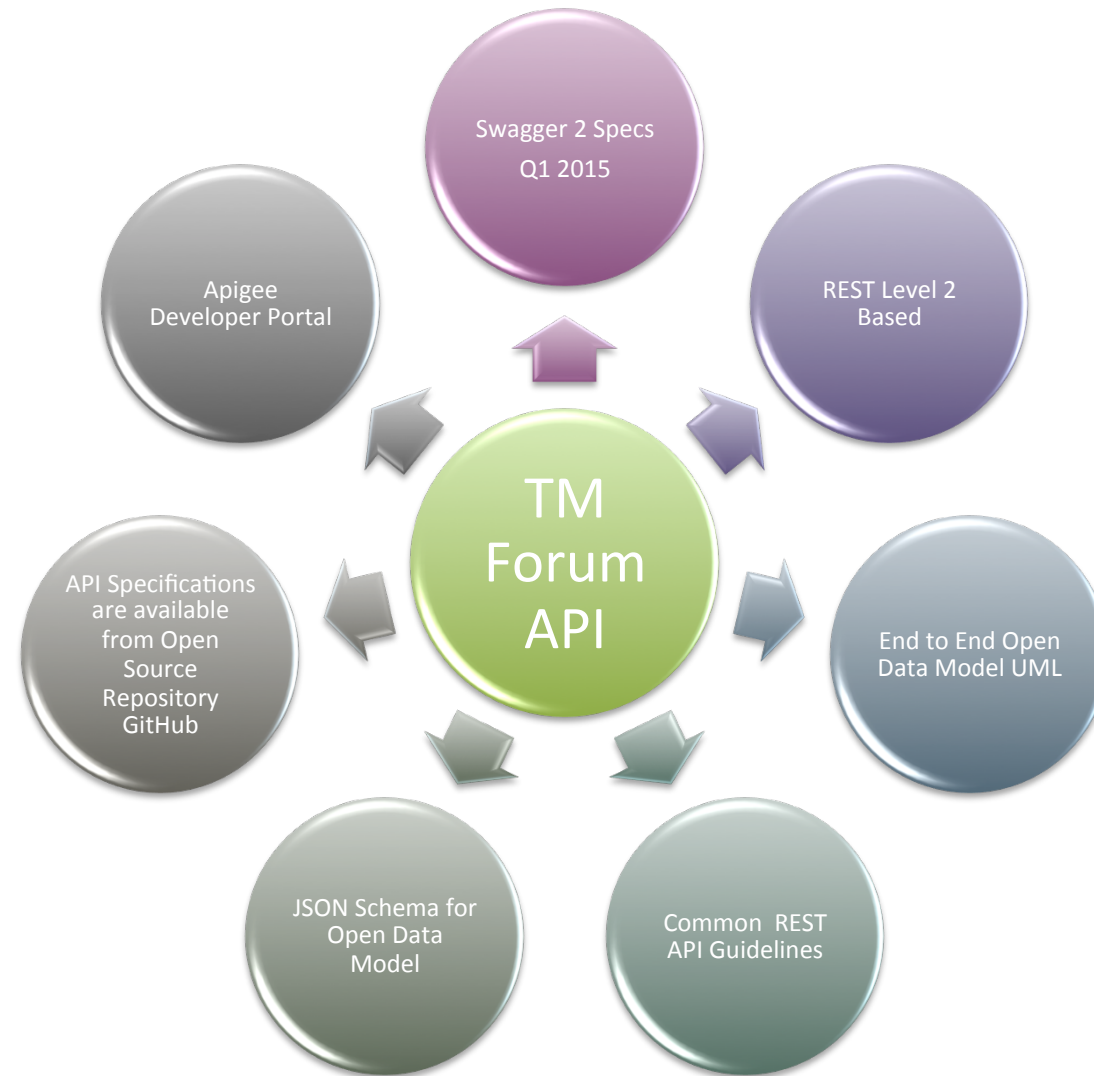 Swagger 2 Specs
Q1 2015
REST Level 2
Based
End to End Open
Data Model UML
Common  REST
API Guidelines
JSON Schema for
Open Data
Model
API Specifications
are available
from Open
Source
Repository
GitHub
Apigee
Developer Portal
TM
Forum
API